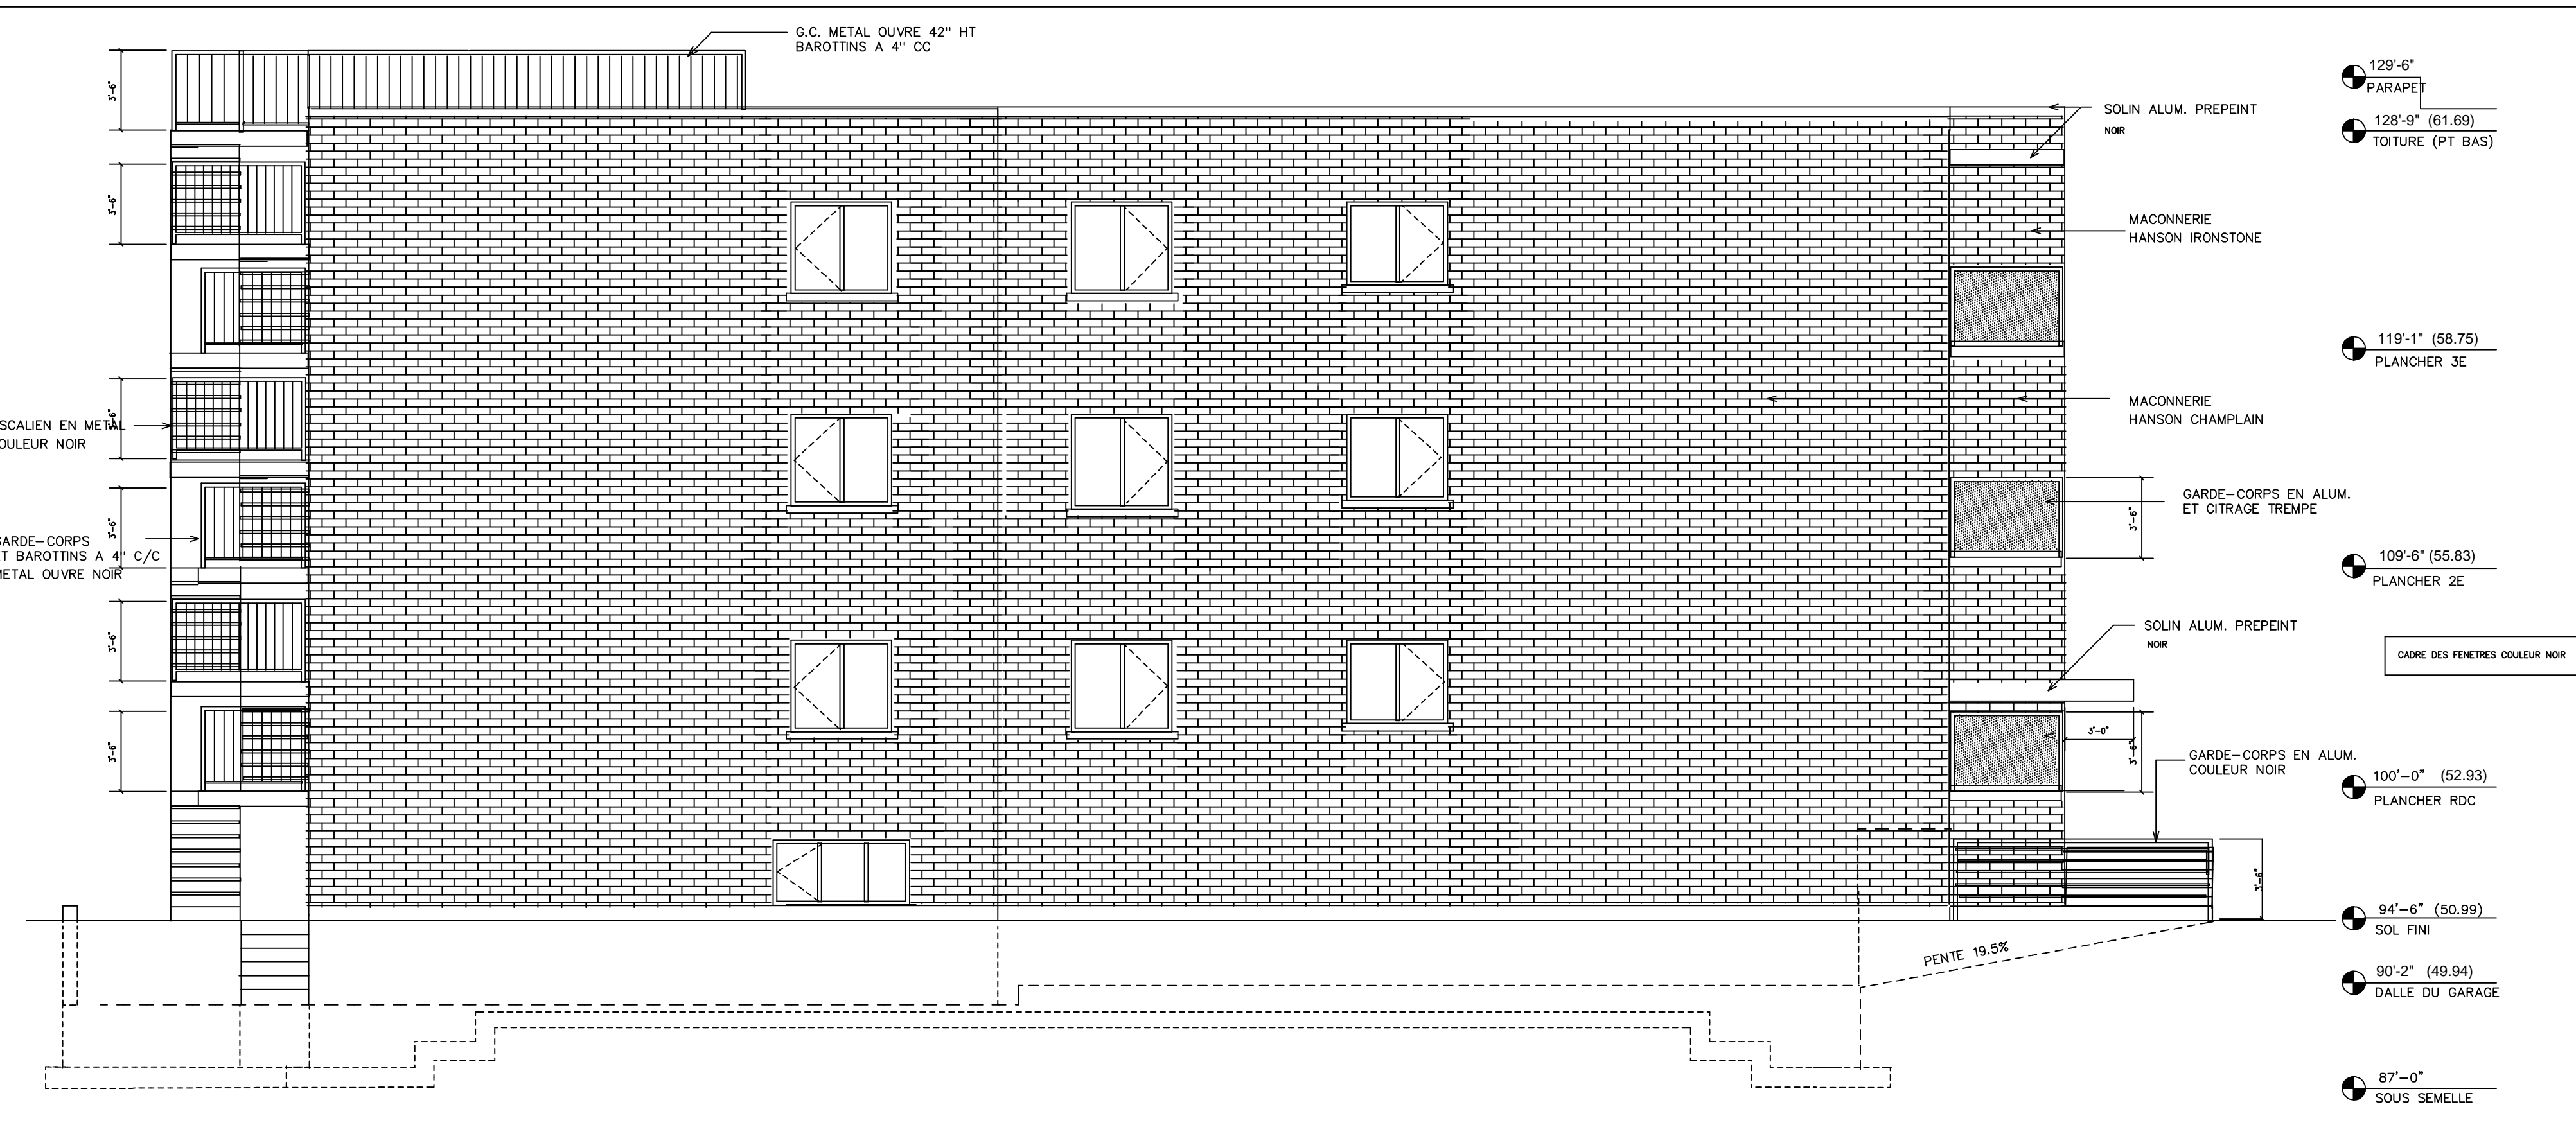 G.C. METAL OUVRE 42" HT
BAROTTINS A 4" CC
3'-6"
3'-6"
3'-6"
SCALIEN EN METAL
OULEUR NOIR
3'-6"
GARDE-CORPS
T BAROTTINS A 4" C/C
METAL OUVRE NOIR
3'-6"
3'-6"
SOLIN ALUM. PREPEINT
NOIR
MACONNERIE
HANSON IRONSTONE
MACONNERIE
HANSON CHAMPLAIN
GARDE-CORPS EN ALUM.
ET CITRAGE TREMPE
3'-6"
SOLIN ALUM. PREPEINT
NOIR
3'-0"
3'-6"
GARDE-CORPS EN ALUM.
COULEUR NOIR
3'-6"
PENTE 19.5%
129'-6"
PARAPET
128'-9" (61.69)
TOITURE (PT BAS)
119'-1" (58.75)
PLANCHER 3E
109'-6" (55.83)
PLANCHER 2E
CADRE DES FENETRES COULEUR NOIR
100'-0" (52.93)
PLANCHER RDC
94'-6" (50.99)
SOL FINI
90'-2" (49.94)
DALLE DU GARAGE
87'-0"
SOUS SEMELLE